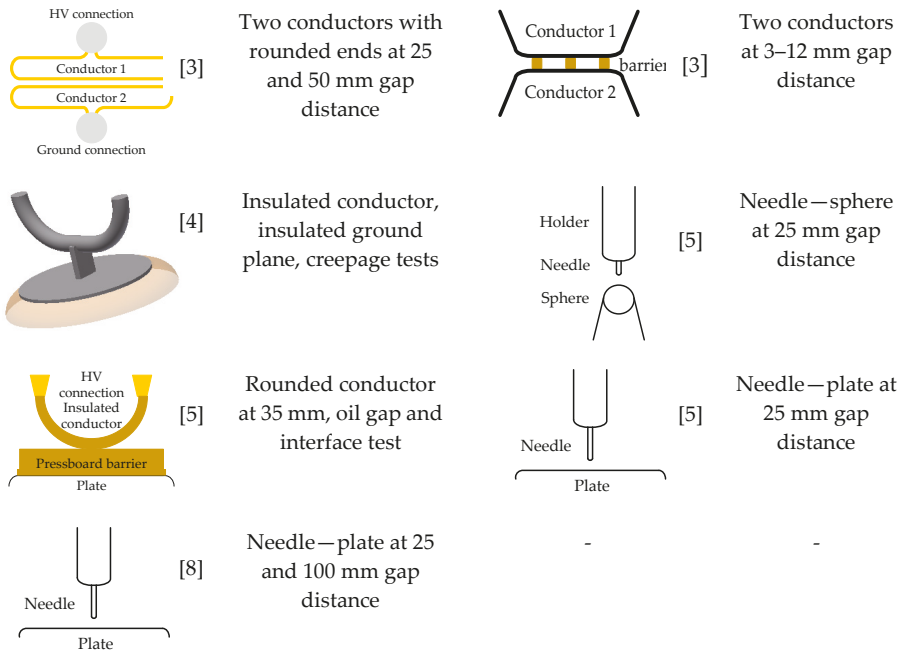 HV connection
Conductor 1
Conductor 2
Ground connection
[3]
Two conductors with
rounded ends at 25
and 50 mm gap
distance
Conductor 1
barrier
Conductor 2
[3]
Two conductors
at 3–12 mm gap
distance
[4]
Insulated conductor,
insulated ground
plane, creepage tests
Holder
Needle
Sphere
[5]
Needle—sphere
at 25 mm gap
distance
HV
connection
Insulated
conductor
Pressboard barrier
Plate
[5]
Rounded conductor
at 35 mm, oil gap and
interface test
Needle
Plate
[5]
Needle—plate at
25 mm gap
distance
Needle
Plate
[8]
Needle—plate at 25
and 100 mm gap
distance
-
-